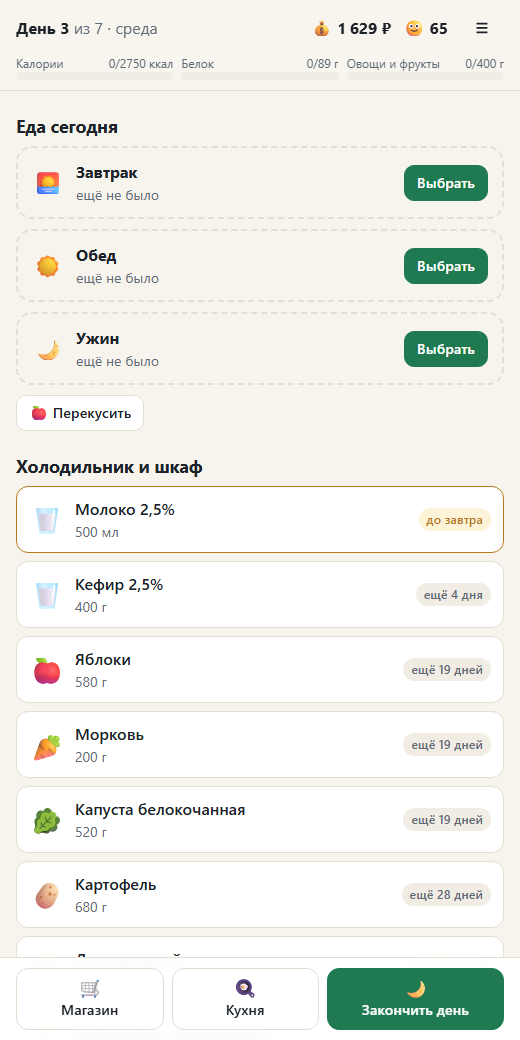 День 3 из 7 · среда
1 629 ₽
65
Калории 0/2750 ккал
Белок 0/89 г
Овощи и фрукты 0/400 г
Еда сегодня
Завтрак
ещё не было
Выбрать
Обед
ещё не было
Выбрать
Ужин
ещё не было
Выбрать
Перекусить
Холодильник и шкаф
Молоко 2,5%
500 мл
до завтра
Кефир 2,5%
400 г
ещё 4 дня
Яблоки
580 г
ещё 19 дней
Морковь
200 г
ещё 19 дней
Капуста белокочанная
520 г
ещё 19 дней
Картофель
680 г
ещё 28 дней
Магазин
Кухня
Закончить день